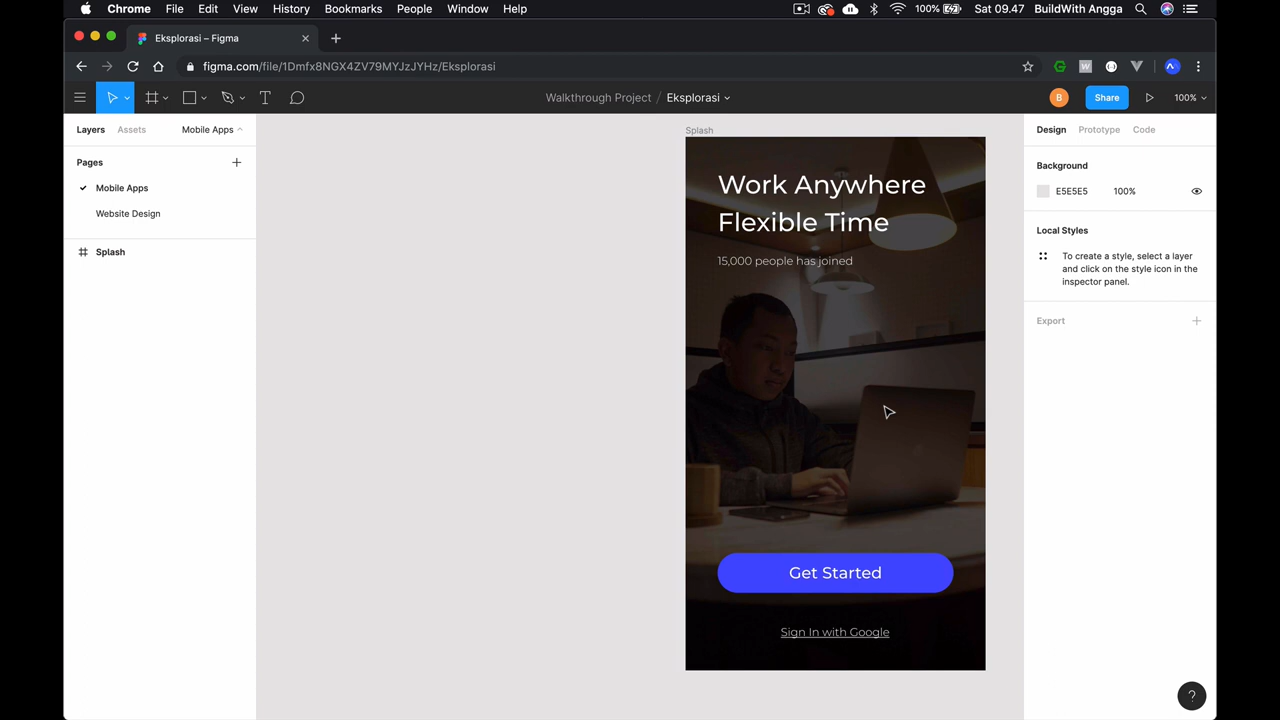 Chrome File Edit View History Bookmarks People Window Help 100% Sat 09.47 BuildWith Angga
Eksplorasi – Figma
figma.com/file/1Dmfx8NGX4ZV79MYJzJYHz/Eksplorasi
Walkthrough Project / Eksplorasi B Share 100%
Layers Assets Mobile Apps
Pages
Mobile Apps
Website Design
Splash
Splash
Work Anywhere
Flexible Time
15,000 people has joined
Get Started
Sign In with Google
Design Prototype Code
Background
E5E5E5 100%
Local Styles
To create a style, select a layer
and click on the style icon in the
inspector panel.
Export
?